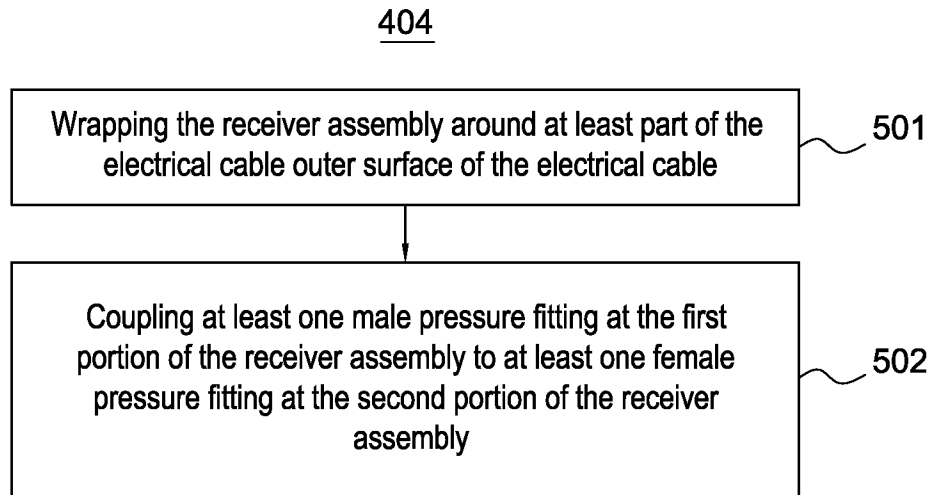 404
Wrapping the receiver assembly around at least part of the
electrical cable outer surface of the electrical cable
501
Coupling at least one male pressure fitting at the first
portion of the receiver assembly to at least one female
pressure fitting at the second portion of the receiver
assembly
502